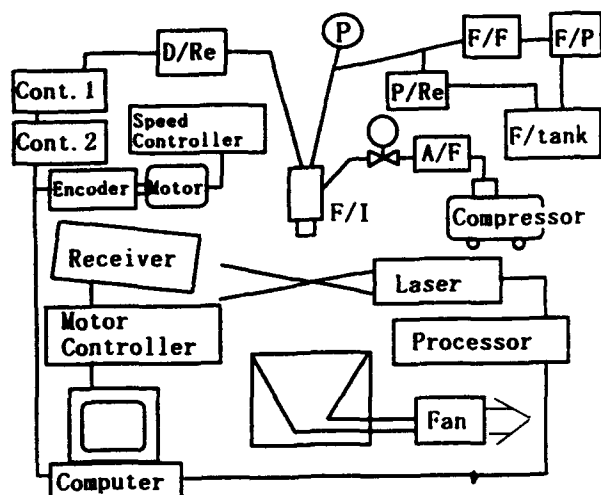 P
D/Re
F/F
F/P
Cont.1
P/Re
Cont.2
Speed
Controller
A/F
F/tank
Encoder
Motor
F/I
Compressor
Receiver
Laser
Motor
Controller
Processor
Fan
Computer